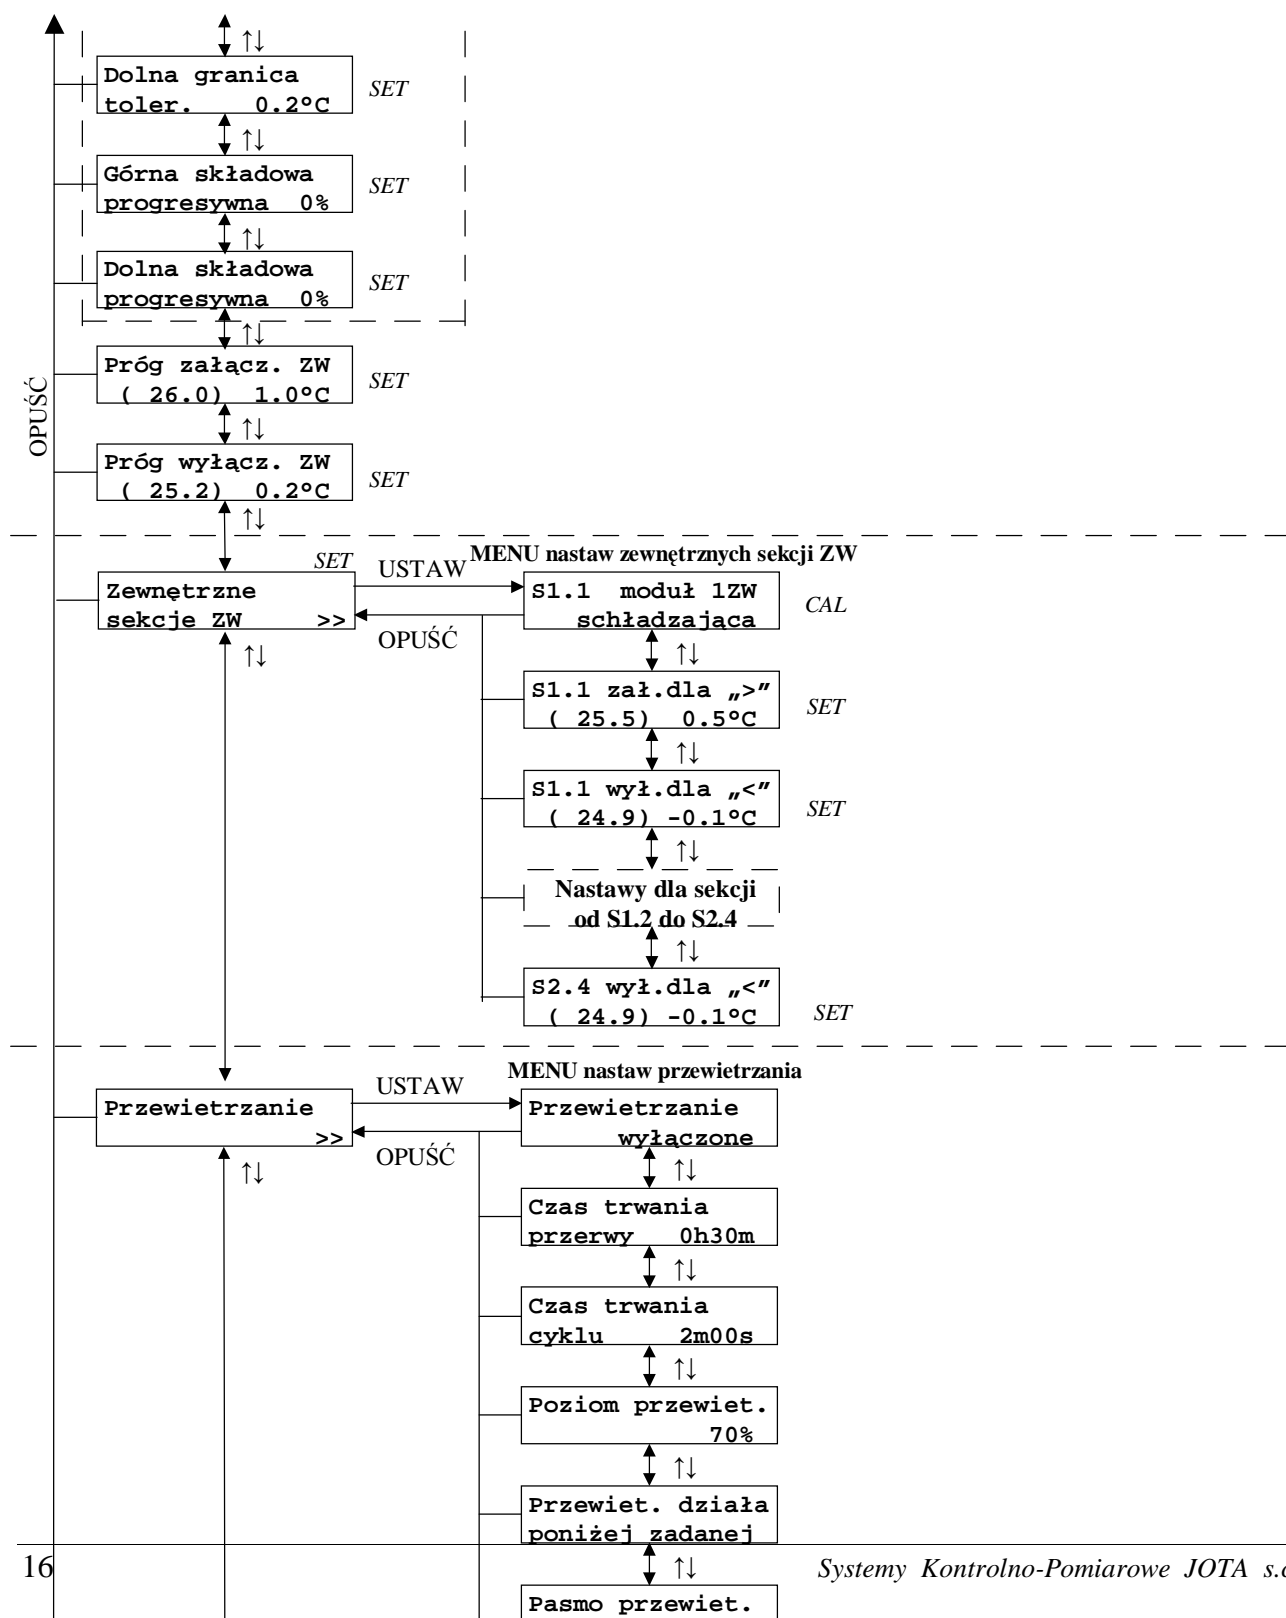 ↑↓
Dolna granica
toler. 0.2°C
SET
↑↓
Górna składowa
progresywna 0%
SET
↑↓
Dolna składowa
progresywna 0%
SET
↑↓
Próg załącz. ZW
( 26.0) 1.0°C
SET
OPUŚĆ
↑↓
Próg wyłącz. ZW
( 25.2) 0.2°C
SET
↑↓
MENU nastaw zewnętrznych sekcji ZW
SET
Zewnętrzne
sekcje ZW >>
USTAW
OPUŚĆ
↑↓
S1.1 moduł 1ZW
schładzająca
CAL
↑↓
S1.1 zał.dla „>”
( 25.5) 0.5°C
SET
↑↓
S1.1 wył.dla „<”
( 24.9) -0.1°C
SET
↑↓
Nastawy dla sekcji
od S1.2 do S2.4
↑↓
S2.4 wył.dla „<”
( 24.9) -0.1°C
SET
MENU nastaw przewietrzania
Przewietrzanie
>>
USTAW
OPUŚĆ
↑↓
Przewietrzanie
wyłączone
↑↓
Czas trwania
przerwy 0h30m
↑↓
Czas trwania
cyklu 2m00s
↑↓
Poziom przewiet.
70%
↑↓
Przewiet. działa
poniżej zadanej
↑↓
Pasmo przewiet.
16
Systemy Kontrolno-Pomiarowe JOTA s.c